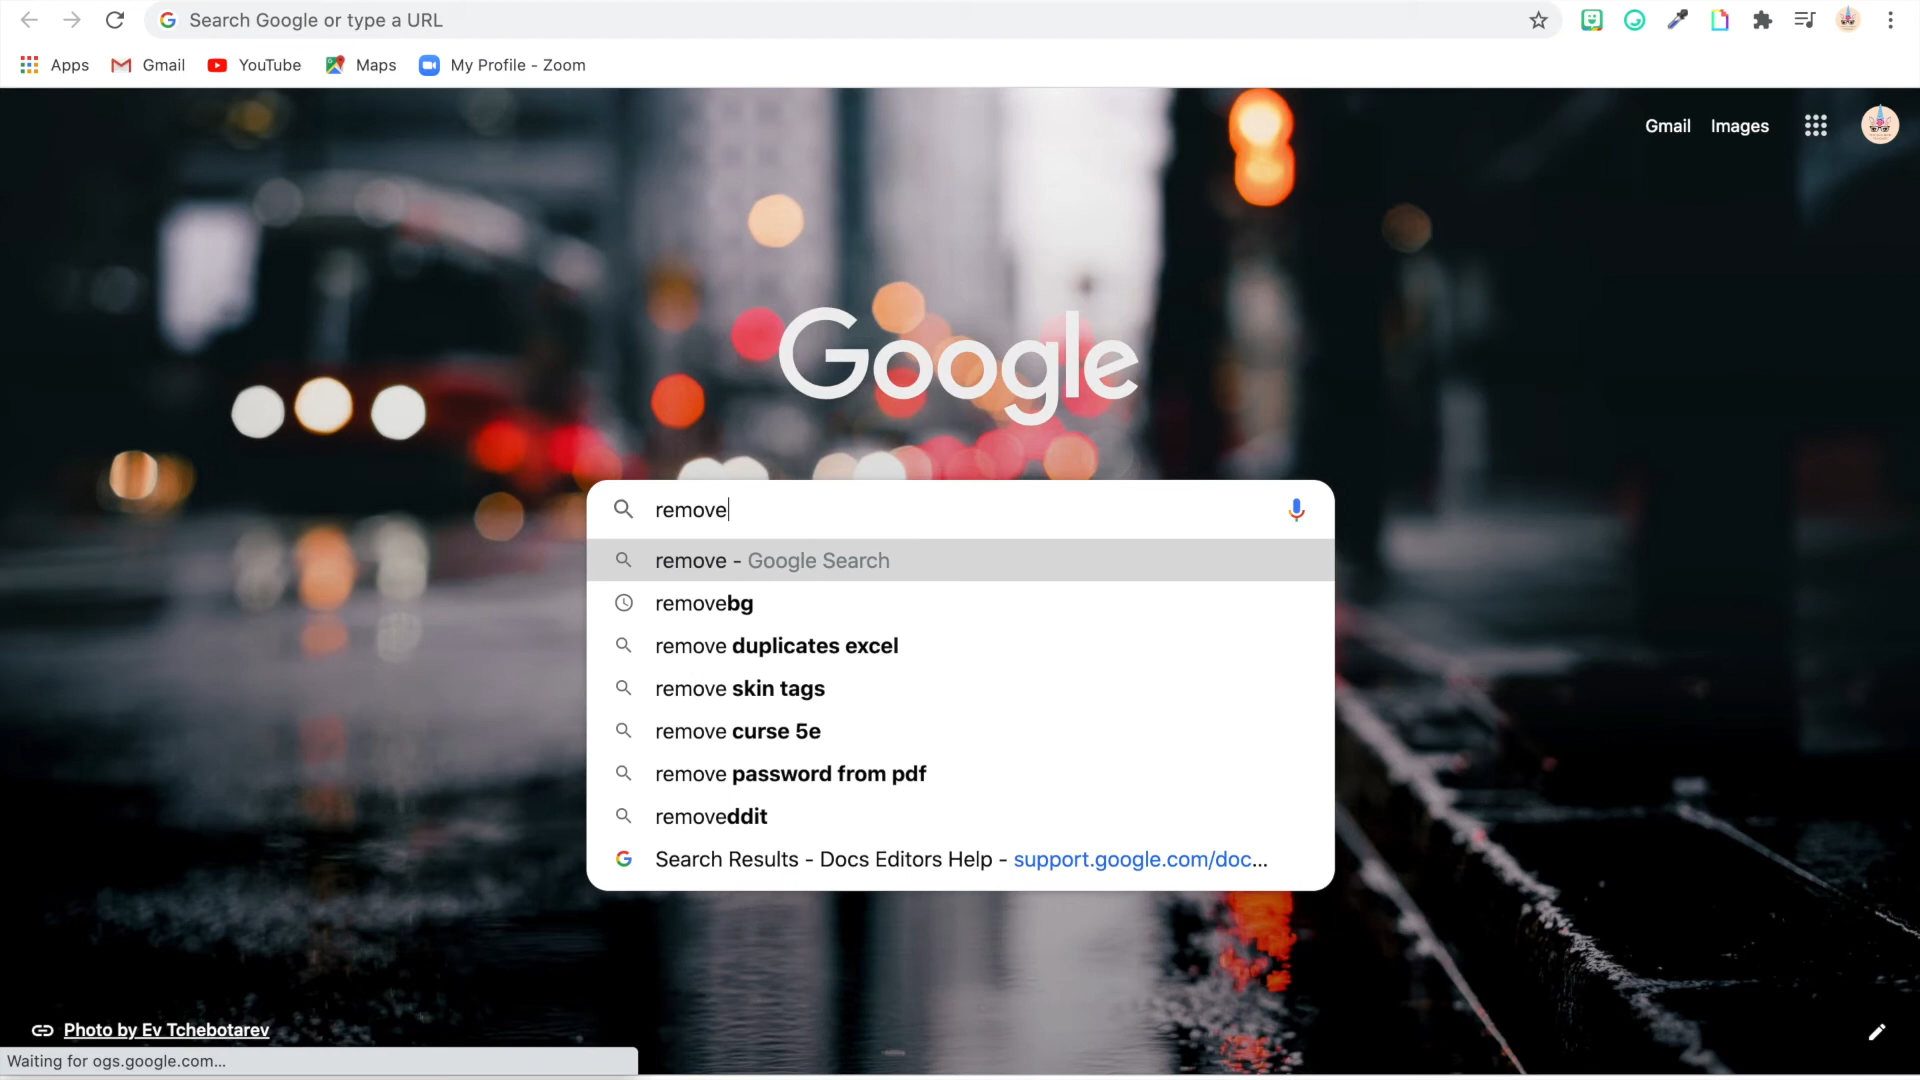 Search Google or type a URL
Apps
Gmail
YouTube
Maps
My Profile - Zoom
Gmail
Images
Google
remove
remove - Google Search
removebg
remove duplicates excel
remove skin tags
remove curse 5e
remove password from pdf
removeddit
Search Results - Docs Editors Help - support.google.com/doc...
Photo by Ev Tchebotarev
Waiting for ogs.google.com...